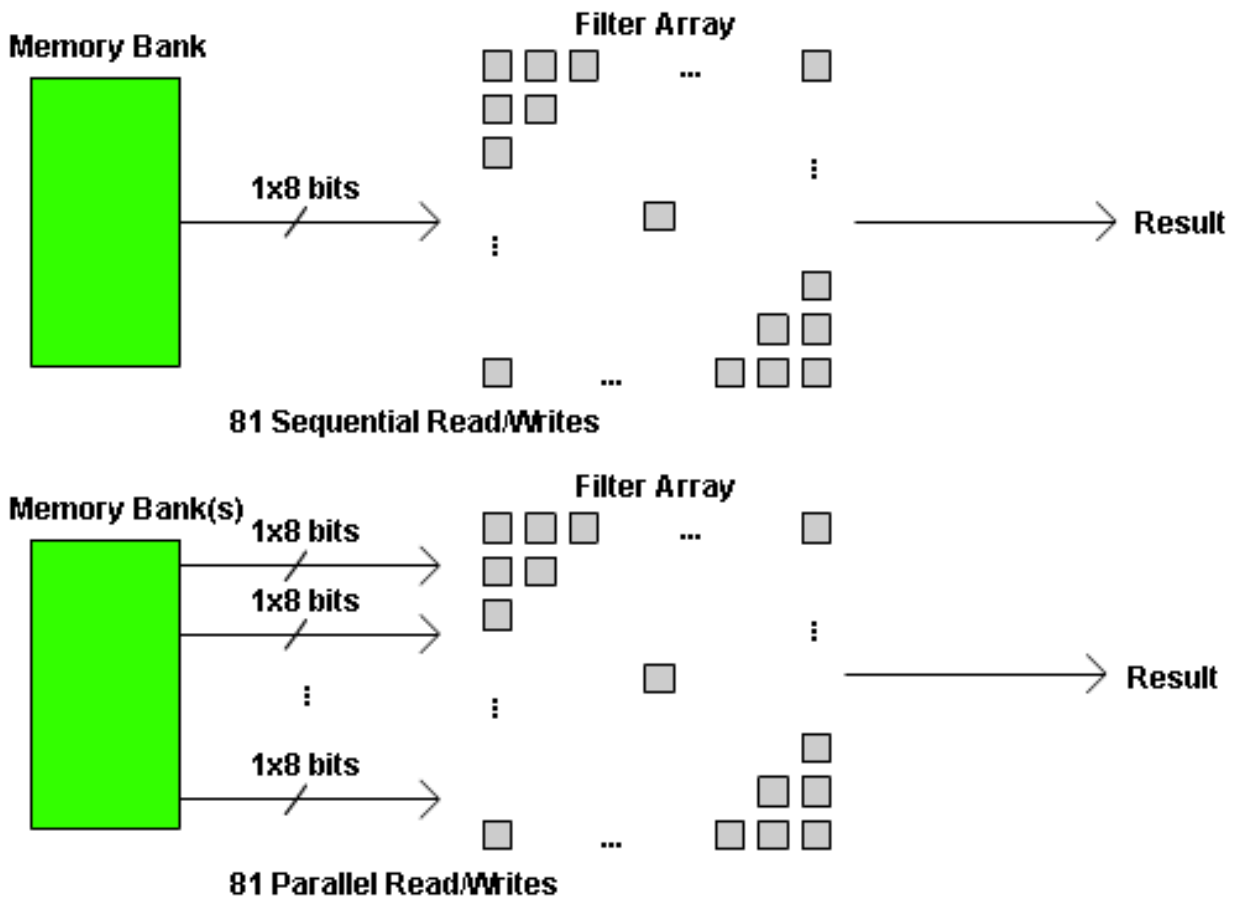 Filter Array
Memory Bank
...
1x8 bits
...
Result
...
...
81 Sequential Read/Writes
Filter Array
Memory Bank(s)
1x8 bits
...
1x8 bits
...
...
...
Result
1x8 bits
...
81 Parallel Read/Writes